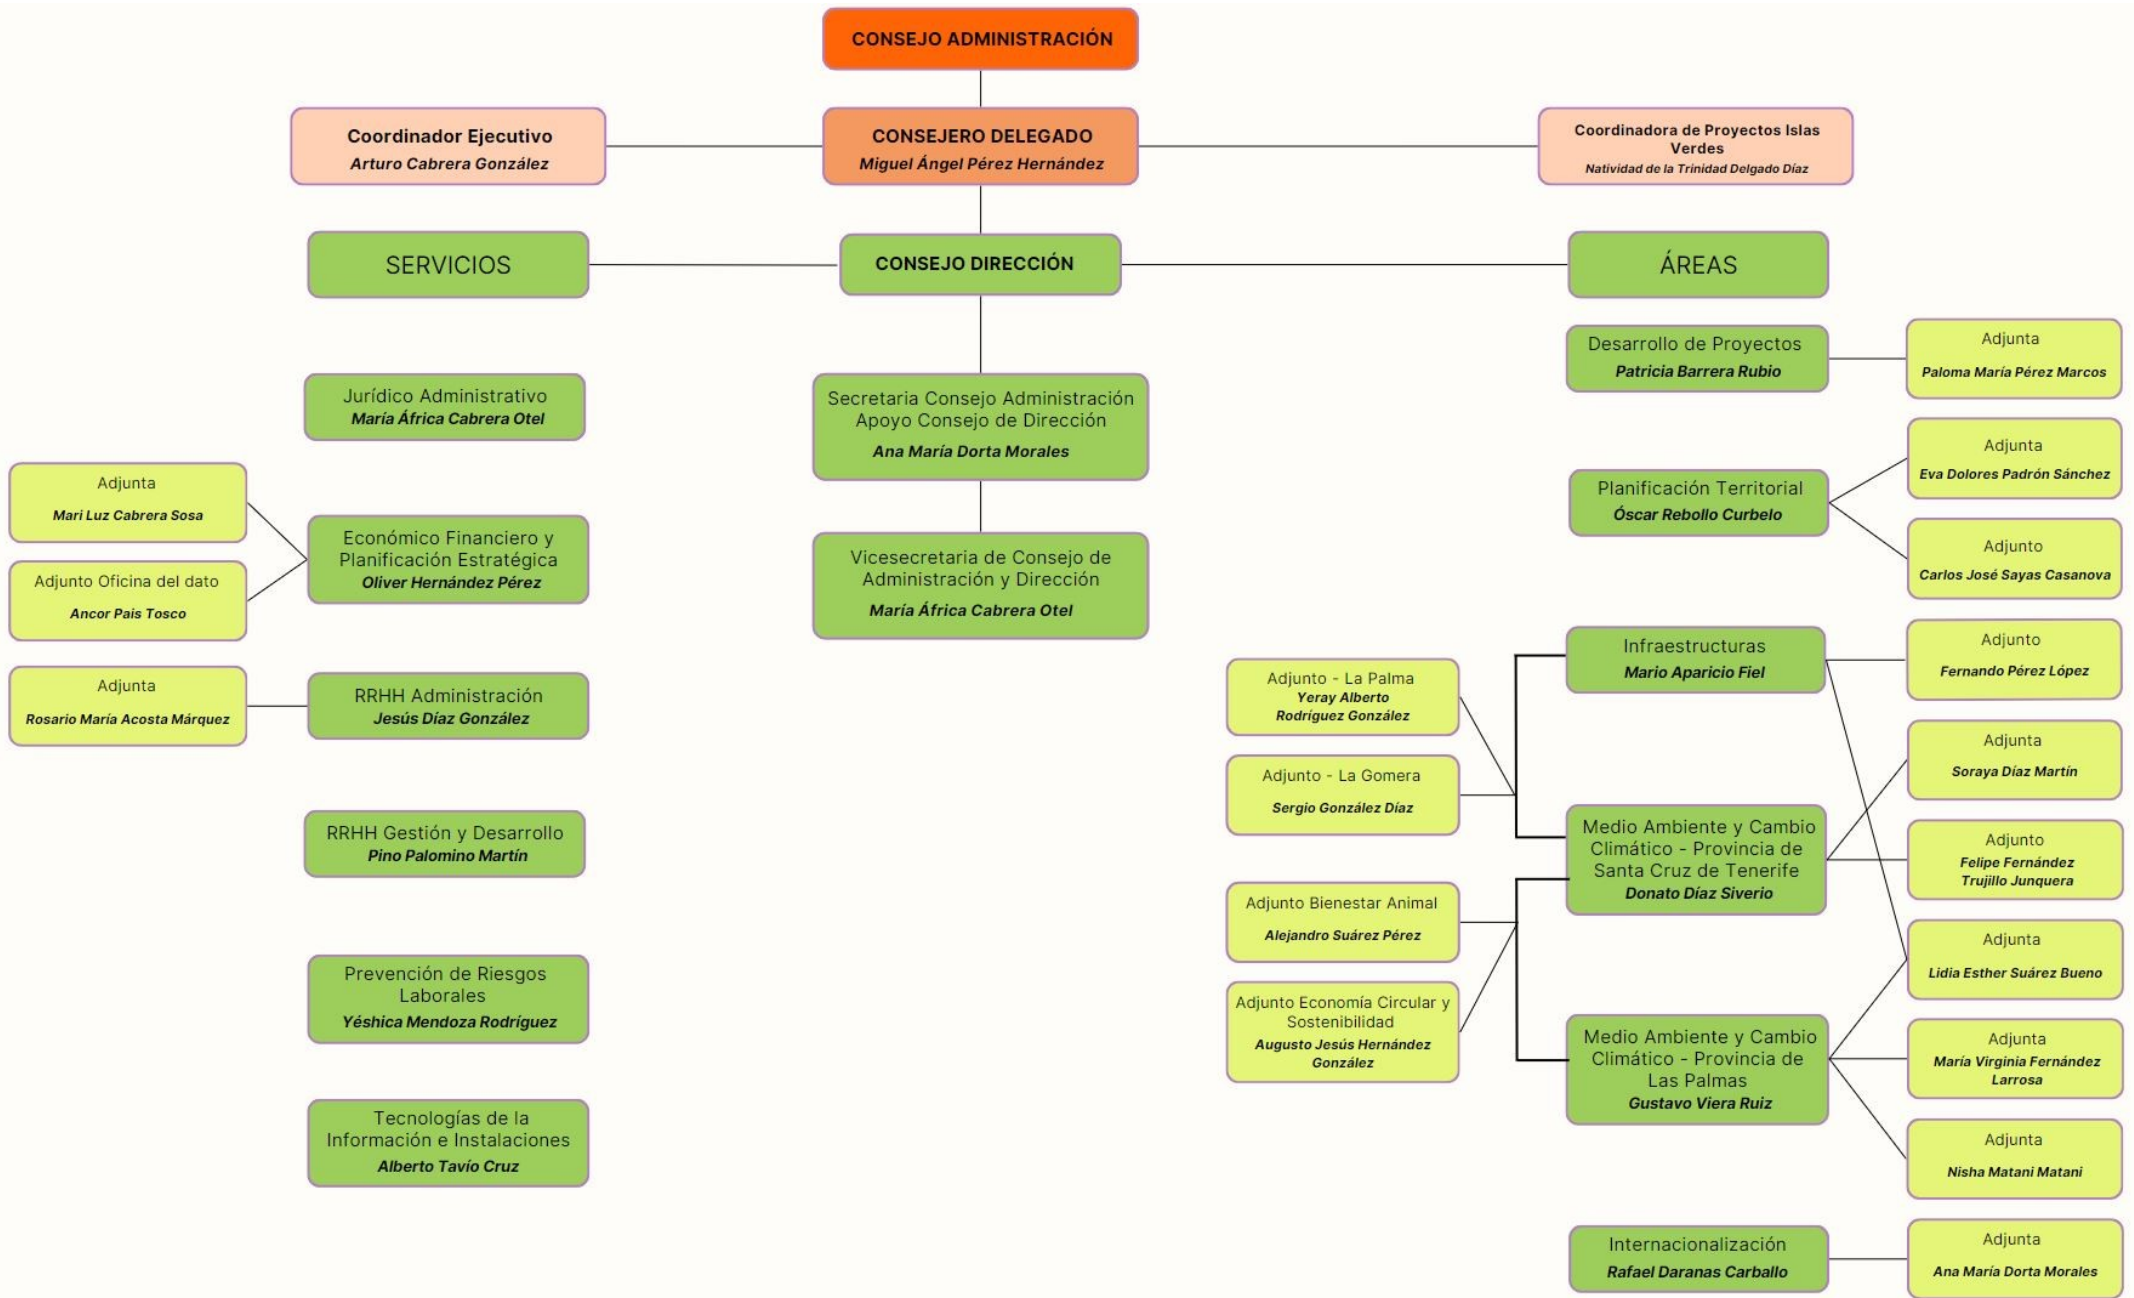 CONSEJO ADMINISTRACIÓN
Coordinador Ejecutivo
Arturo Cabrera González
CONSEJERO DELEGADO
Miguel Ángel Pérez Hernández
Coordinadora de Proyectos Islas
Verdes
Natividad de la Trinidad Delgado Díaz
SERVICIOS
CONSEJO DIRECCIÓN
ÁREAS
Jurídico Administrativo
María África Cabrera Otel
Adjunta
Mari Luz Cabrera Sosa
Adjunto Oficina del dato
Ancor Pais Tosco
Económico Financiero y
Planificación Estratégica
Oliver Hernández Pérez
Adjunta
Rosario María Acosta Márquez
RRHH Administración
Jesús Díaz González
RRHH Gestión y Desarrollo
Pino Palomino Martín
Prevención de Riesgos
Laborales
Yéshica Mendoza Rodríguez
Tecnologías de la
Información e Instalaciones
Alberto Tavío Cruz
Secretaria Consejo Administración
Apoyo Consejo de Dirección
Ana María Dorta Morales
Vicesecretaria de Consejo de
Administración y Dirección
María África Cabrera Otel
Desarrollo de Proyectos
Patricia Barrera Rubio
Adjunta
Paloma María Pérez Marcos
Planificación Territorial
Óscar Rebollo Curbelo
Adjunta
Eva Dolores Padrón Sánchez
Adjunto
Carlos José Sayas Casanova
Adjunto - La Palma
Yeray Alberto
Rodríguez González
Adjunto - La Gomera
Sergio González Díaz
Adjunto Bienestar Animal
Alejandro Suárez Pérez
Adjunto Economía Circular y
Sostenibilidad
Augusto Jesús Hernández
González
Infraestructuras
Mario Aparicio Fiel
Medio Ambiente y Cambio
Climático - Provincia de
Santa Cruz de Tenerife
Donato Díaz Siverio
Medio Ambiente y Cambio
Climático - Provincia de
Las Palmas
Gustavo Viera Ruiz
Adjunto
Fernando Pérez López
Adjunta
Soraya Díaz Martín
Adjunto
Felipe Fernández
Trujillo Junquera
Adjunta
Lidia Esther Suárez Bueno
Adjunta
María Virginia Fernández
Larrosa
Adjunta
Nisha Matani Matani
Internacionalización
Rafael Daranas Carballo
Adjunta
Ana María Dorta Morales